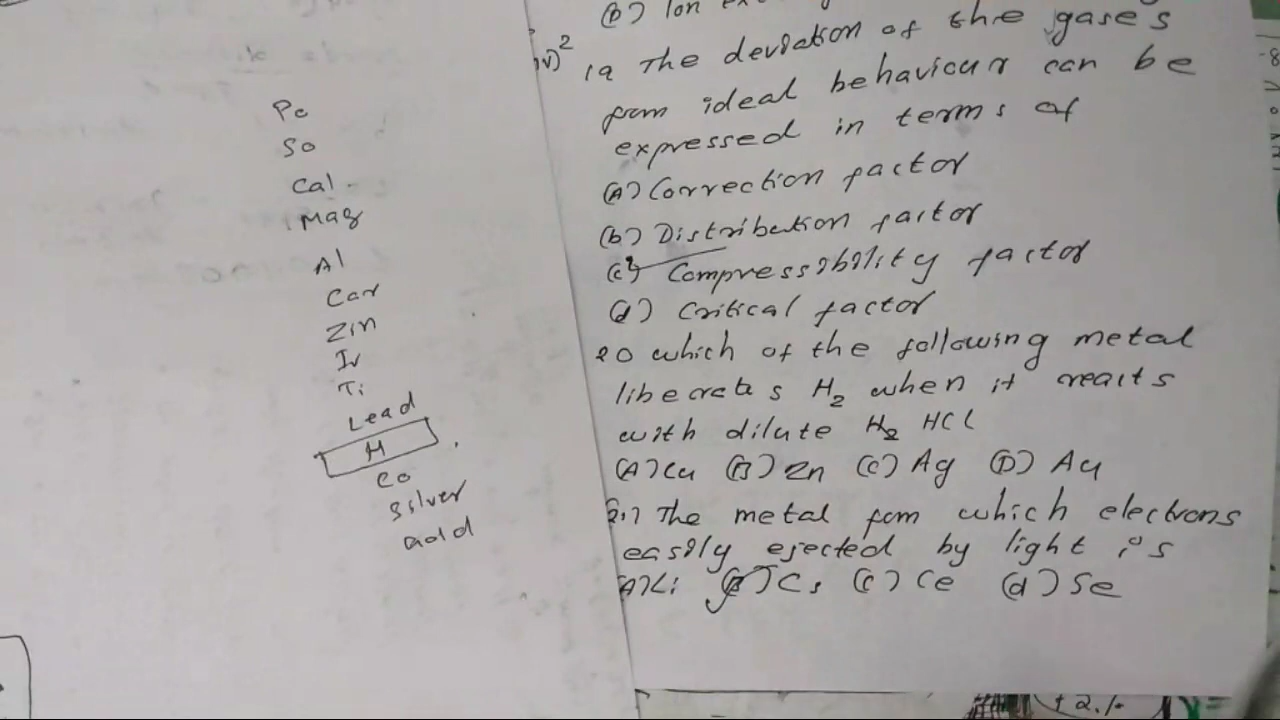 Po
So
Cal
Mag
Al
Car
Zin
Ir
Ti
Lead
H
Co
Silver
Gold
(B) Ion
19 The deviation of the gases
from ideal behaviour can be
expressed in terms of
(A) Correction factor
(b) Distribution factor
(c) Compressibility factor
(d) Critical factor
20 which of the following metal
liberates H2 when it reacts
with dilute H2 HCl
(A) Cu (B) Zn (C) Ag (D) Au
21) The metal from which electrons
easily ejected by light is
(A) Li (B) Cs (C) Ce (d) Se